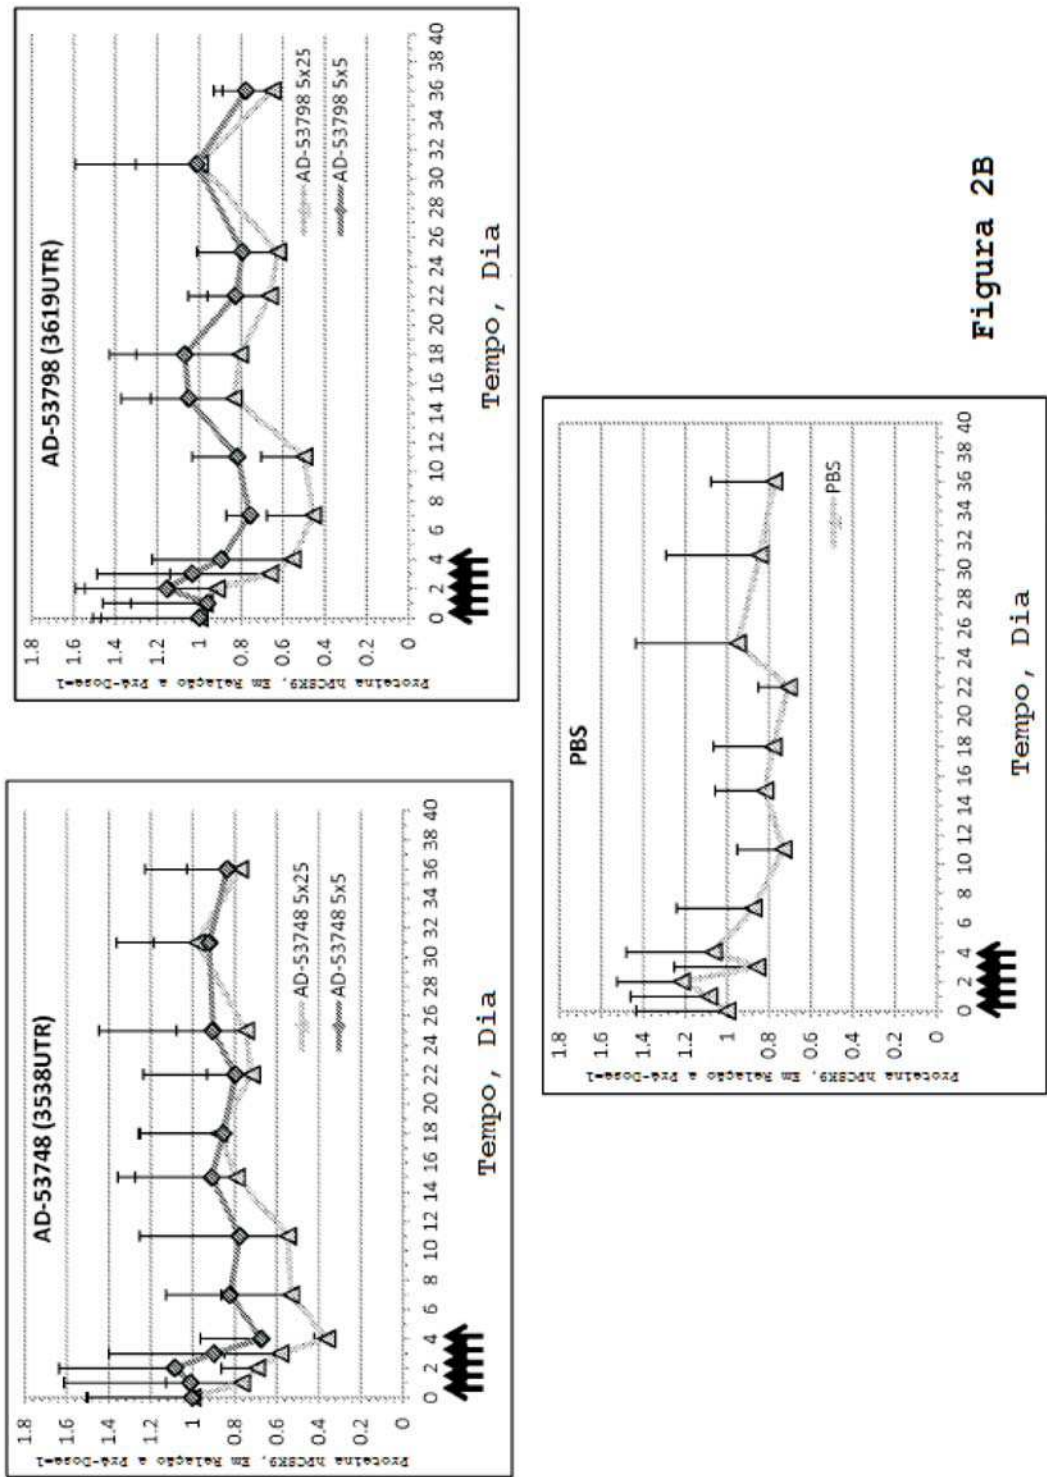 AD-53748 (3538UTR)
Proteína hPCSK9, Em Relação a Pré-Dose=1
1.8
1.6
1.4
1.2
1
0.8
0.6
0.4
0.2
0
0 2 4 6 8 10 12 14 16 18 20 22 24 26 28 30 32 34 36 38 40
AD-53748 5x25
AD-53748 5x5
Tempo, Dia
AD-53798 (3619UTR)
Proteína hPCSK9, Em Relação a Pré-Dose=1
1.8
1.6
1.4
1.2
1
0.8
0.6
0.4
0.2
0
0 2 4 6 8 10 12 14 16 18 20 22 24 26 28 30 32 34 36 38 40
AD-53798 5x25
AD-53798 5x5
Tempo, Dia
PBS
Proteína hPCSK9, Em Relação a Pré-Dose=1
1.8
1.6
1.4
1.2
1
0.8
0.6
0.4
0.2
0
0 2 4 6 8 10 12 14 16 18 20 22 24 26 28 30 32 34 36 38 40
PBS
Tempo, Dia
Figura 2B